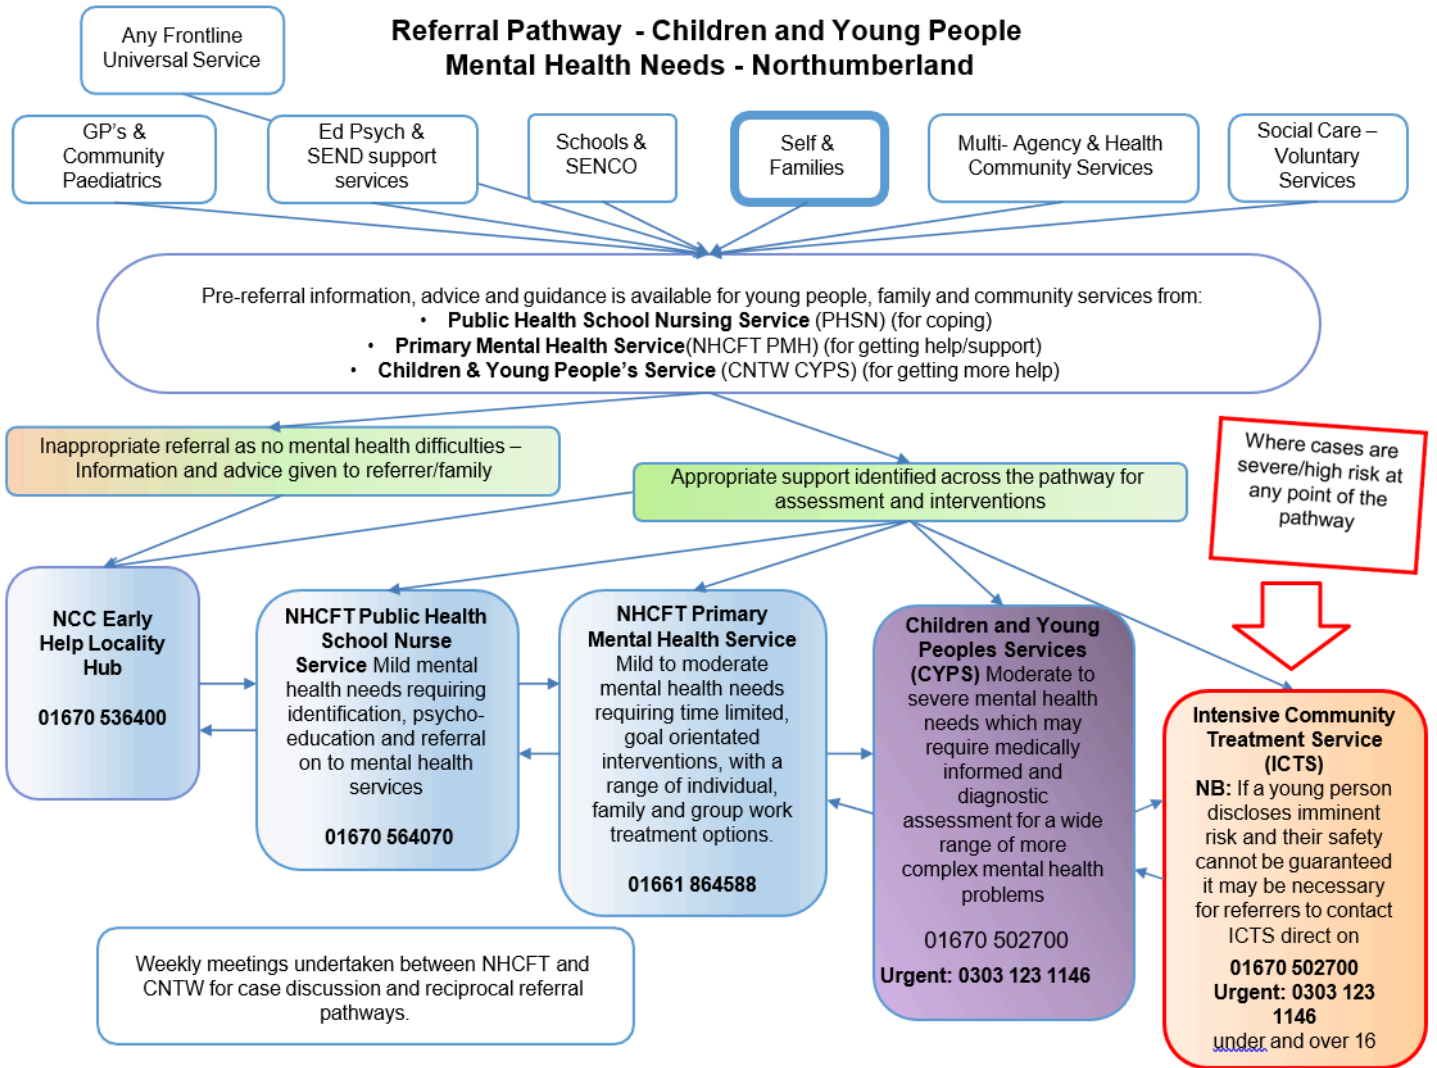 Referral Pathway - Children and Young People
Mental Health Needs - Northumberland
Any Frontline
Universal Service
GP's &
Community
Paediatrics
Ed Psych &
SEND support
services
Schools &
SENCO
Self &
Families
Multi- Agency & Health
Community Services
Social Care –
Voluntary
Services
Pre-referral information, advice and guidance is available for young people, family and community services from:
• Public Health School Nursing Service (PHSN) (for coping)
• Primary Mental Health Service(NHCFT PMH) (for getting help/support)
• Children & Young People's Service (CNTW CYPS) (for getting more help)
Inappropriate referral as no mental health difficulties –
Information and advice given to referrer/family
Appropriate support identified across the pathway for
assessment and interventions
Where cases are
severe/high risk at
any point of the
pathway
NCC Early
Help Locality
Hub
01670 536400
NHCFT Public Health
School Nurse
Service Mild mental
health needs requiring
identification, psycho-
education and referral
on to mental health
services
01670 564070
NHCFT Primary
Mental Health Service
Mild to moderate
mental health needs
requiring time limited,
goal orientated
interventions, with a
range of individual,
family and group work
treatment options.
01661 864588
Children and Young
Peoples Services
(CYPS) Moderate to
severe mental health
needs which may
require medically
informed and
diagnostic
assessment for a wide
range of more
complex mental health
problems
01670 502700
Urgent: 0303 123 1146
Intensive Community
Treatment Service
(ICTS)
NB: If a young person
discloses imminent
risk and their safety
cannot be guaranteed
it may be necessary
for referrers to contact
ICTS direct on
01670 502700
Urgent: 0303 123
1146
under and over 16
Weekly meetings undertaken between NHCFT and
CNTW for case discussion and reciprocal referral
pathways.